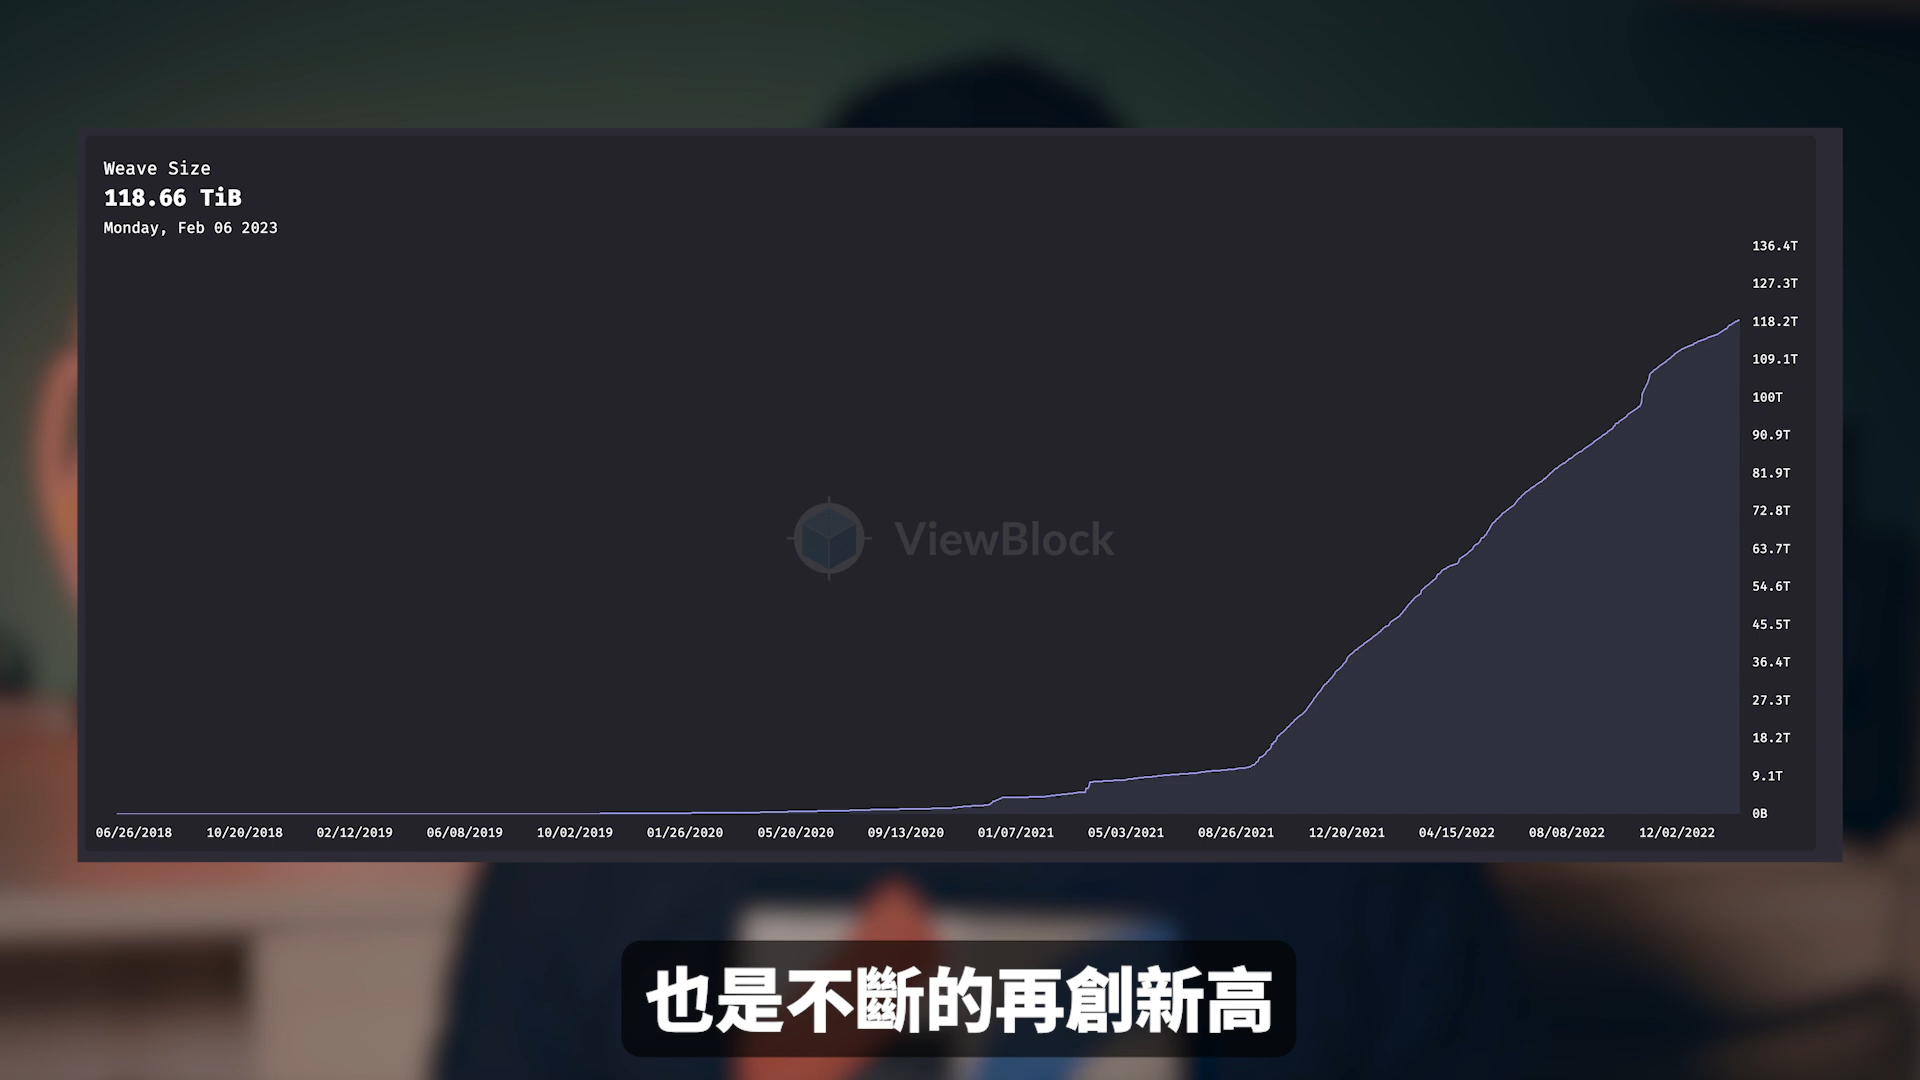 Weave Size
118.66 TiB
Monday, Feb 06 2023
136.4T
127.3T
118.2T
109.1T
100T
90.9T
81.9T
72.8T
63.7T
54.6T
45.5T
36.4T
27.3T
18.2T
9.1T
0B
ViewBlock
06/26/2018 10/20/2018 02/12/2019 06/08/2019 10/02/2019 01/26/2020 05/20/2020 09/13/2020 01/07/2021 05/03/2021 08/26/2021 12/20/2021 04/15/2022 08/08/2022 12/02/2022
也是不斷的再創新高